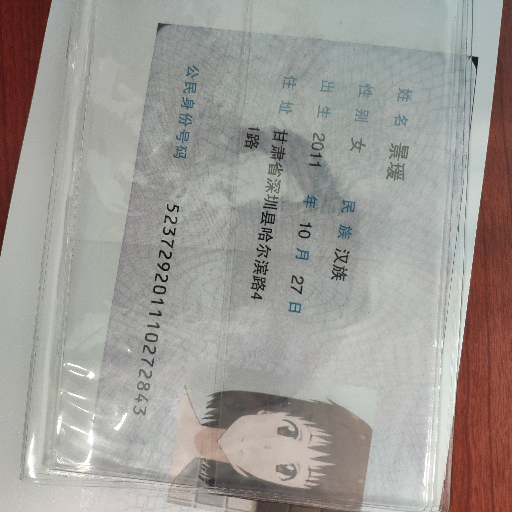 姓名 景瑗
性别 女 民族 汉族
出生 2011 年 10 月 27 日
住址 甘肃省深圳县哈尔滨路4
1路
公民身份号码 523729201110272843